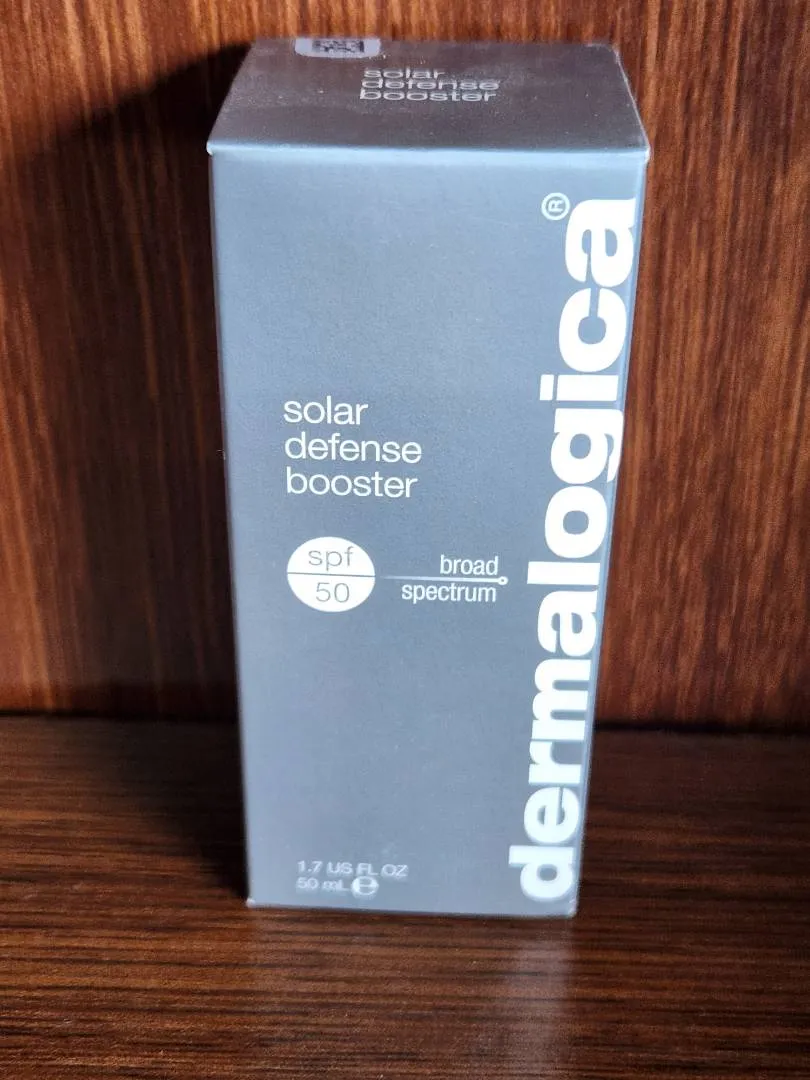 solar
defense
booster
dermalogica®
solar
defense
booster
spf
50
broad
spectrum
1.7 US FL OZ
50 mL ℮